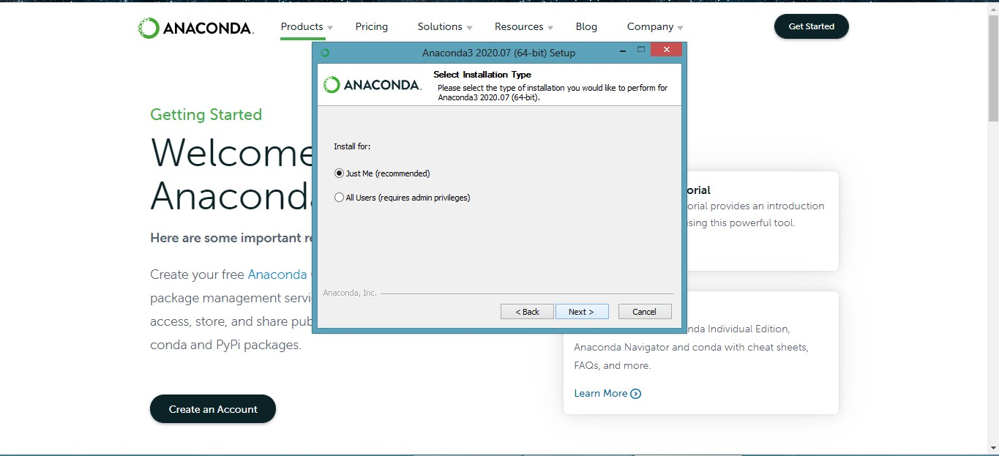 ANACONDA.
Products
Pricing
Solutions
Resources
Blog
Company
Get Started
Anaconda3 2020.07 (64-bit) Setup
ANACONDA.
Select Installation Type
Please select the type of installation you would like to perform for
Anaconda3 2020.07 (64-bit).
Install for:
Just Me (recommended)
All Users (requires admin privileges)
Anaconda, Inc.
< Back
Next >
Cancel
Getting Started
Welcome
Anacond
Here are some important
Create your free Anaconda
package management
access, store, and share
conda and PyPi packages.
Create an Account
orial
orial provides an introduction
sing this powerful tool.
nda Individual Edition,
Anaconda Navigator and conda with cheat sheets,
FAQs, and more.
Learn More